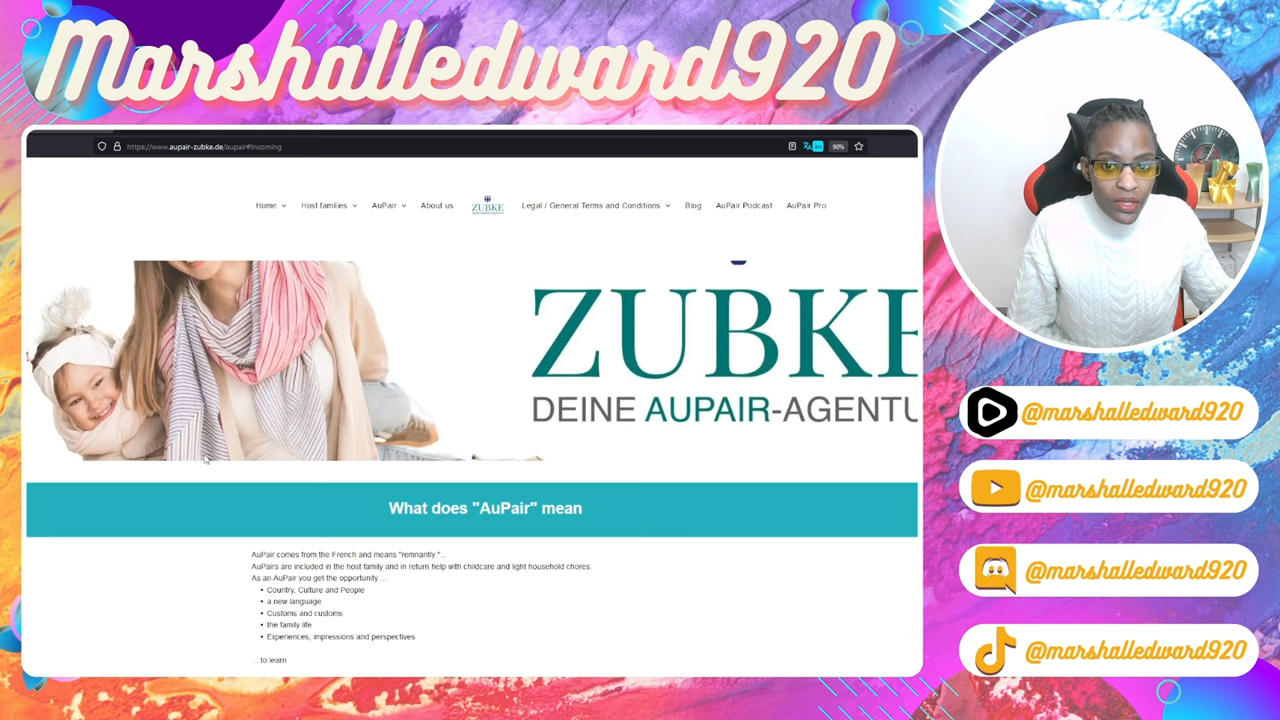 Marshalledward920
https://www.aupair-zubke.de/aupair#Incoming
90%
Home
Host families
AuPair
About us
ZUBKE
Legal / General Terms and Conditions
Blog
AuPair Podcast
AuPair Pro
ZUBKE
DEINE AUPAIR-AGENTU
What does "AuPair" mean
AuPair comes from the French and means "remnantly "...
AuPairs are included in the host family and in return help with childcare and light household chores.
As an AuPair you get the opportunity ...
• Country, Culture and People
• a new language
• Customs and customs
• the family life
• Experiences, impressions and perspectives
... to learn
@marshalledward920
@marshalledward920
@marshalledward920
@marshalledward920